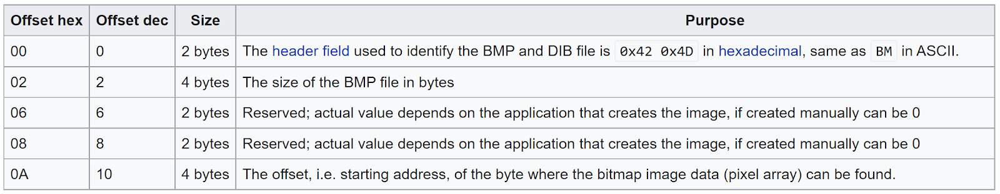 Offset hex Offset dec Size Purpose
00 0 2 bytes The header field used to identify the BMP and DIB file is 0x42 0x4D in hexadecimal, same as BM in ASCII.
02 2 4 bytes The size of the BMP file in bytes
06 6 2 bytes Reserved; actual value depends on the application that creates the image, if created manually can be 0
08 8 2 bytes Reserved; actual value depends on the application that creates the image, if created manually can be 0
0A 10 4 bytes The offset, i.e. starting address, of the byte where the bitmap image data (pixel array) can be found.